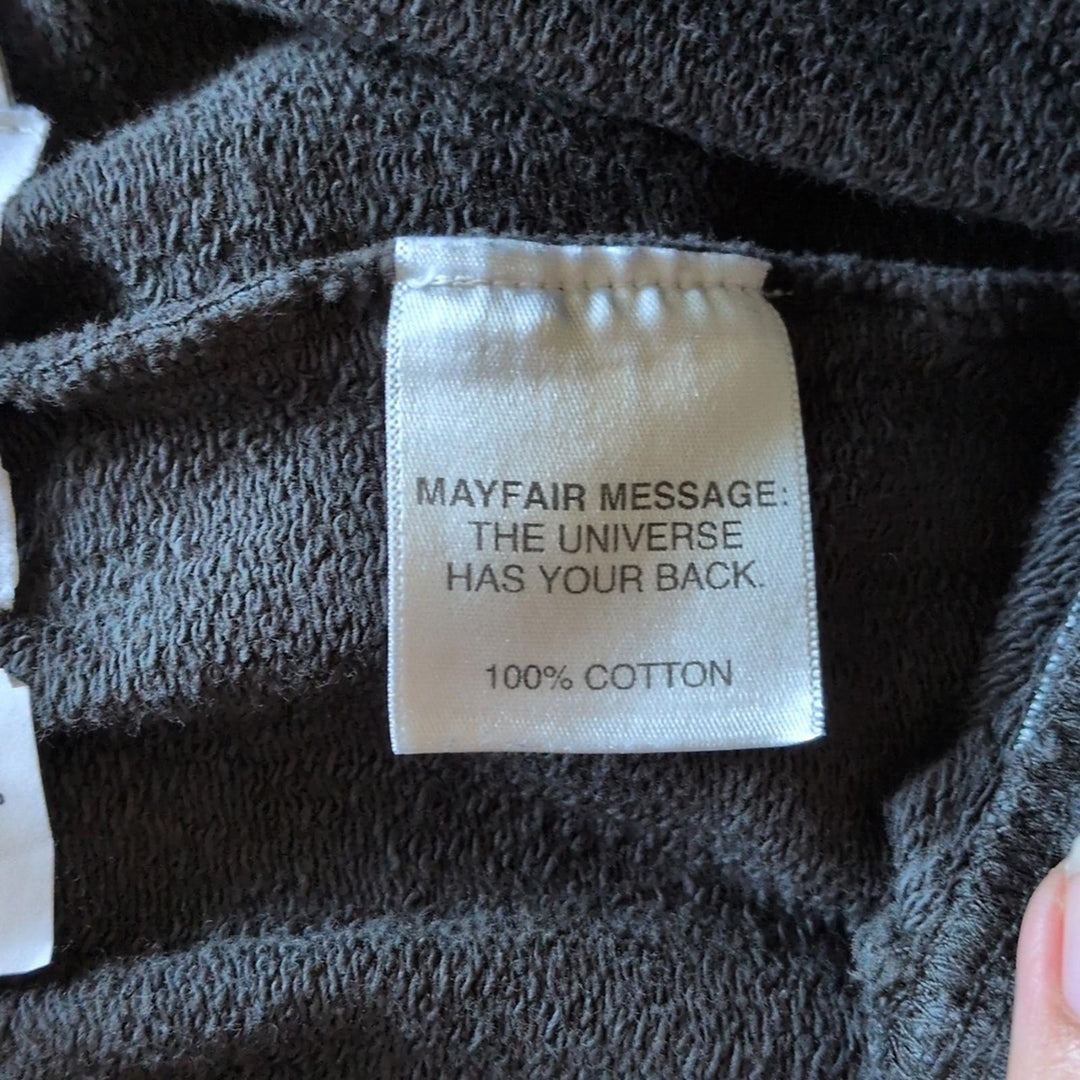 MAYFAIR MESSAGE:
THE UNIVERSE
HAS YOUR BACK.
100% COTTON